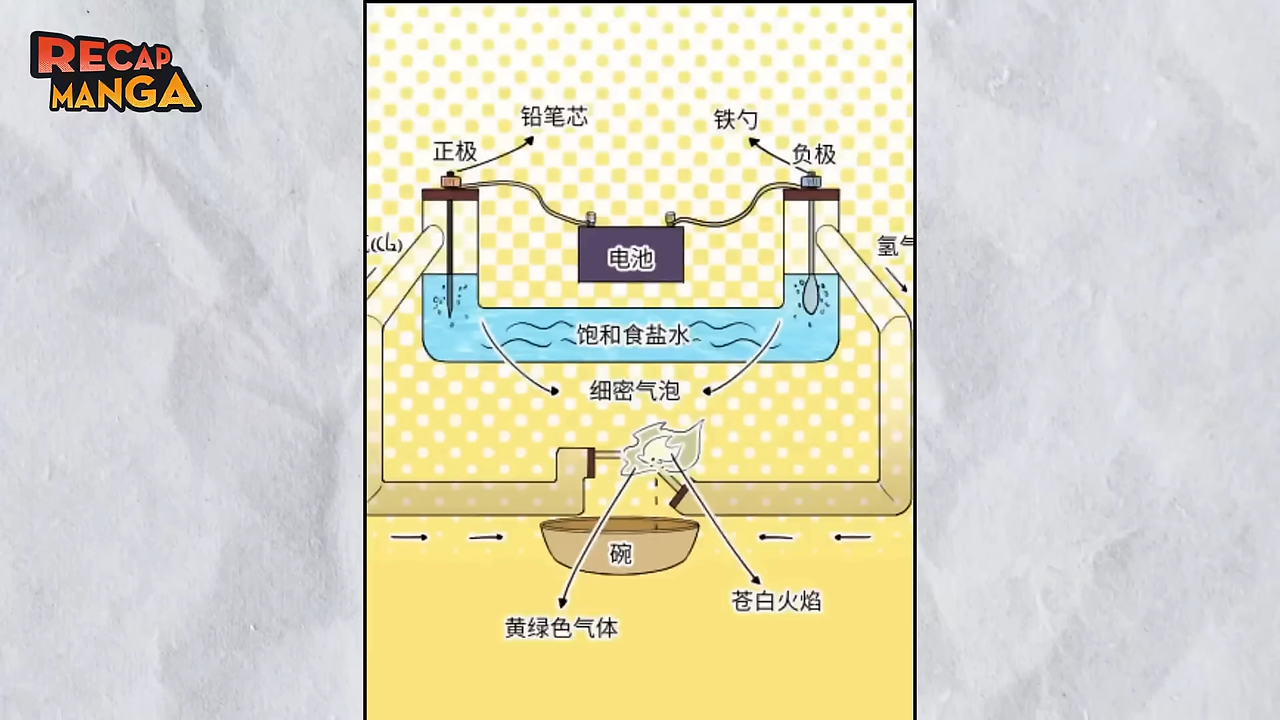 RECAP
MANGA
铅笔芯
铁勺
正极
负极
电池
饱和食盐水
细密气泡
碗
苍白火焰
黄绿色气体